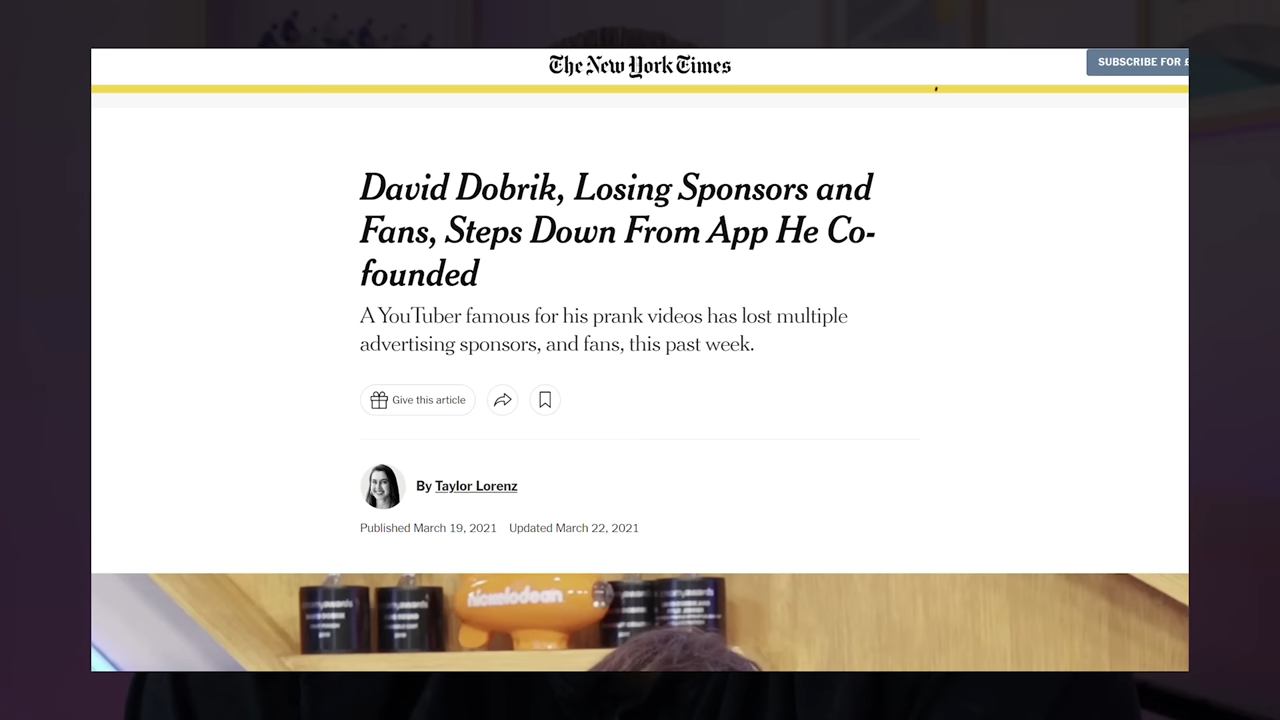 The New York Times
SUBSCRIBE FOR £
David Dobrik, Losing Sponsors and
Fans, Steps Down From App He Co-
founded
A YouTuber famous for his prank videos has lost multiple
advertising sponsors, and fans, this past week.
Give this article
By Taylor Lorenz
Published March 19, 2021 Updated March 22, 2021
nickelodeon